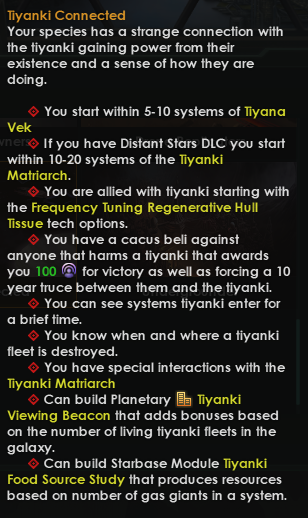 Tiyanki Connected
Your species has a strange connection with
the tiyanki gaining power from their
existence and a sense of how they are
doing.
You start within 5-10 systems of Tiyana
Vek
If you have Distant Stars DLC you start
within 10-20 systems of the Tiyanki
Matriarch.
You are allied with tiyanki starting with
the Frequency Tuning Regenerative Hull
Tissue tech options.
You have a cacus beli against
anyone that harms a tiyanki that awards
you 100 for victory as well as forcing a 10
year truce between them and the tiyanki.
You can see systems tiyanki enter for
a brief time.
You know when and where a tiyanki
fleet is destroyed.
You have special interactions with the
Tiyanki Matriarch
Can build Planetary Tiyanki
Viewing Beacon that adds bonuses based
on the number of living tiyanki fleets in the
galaxy.
Can build Starbase Module Tiyanki
Food Source Study that produces resources
based on number of gas giants in a system.